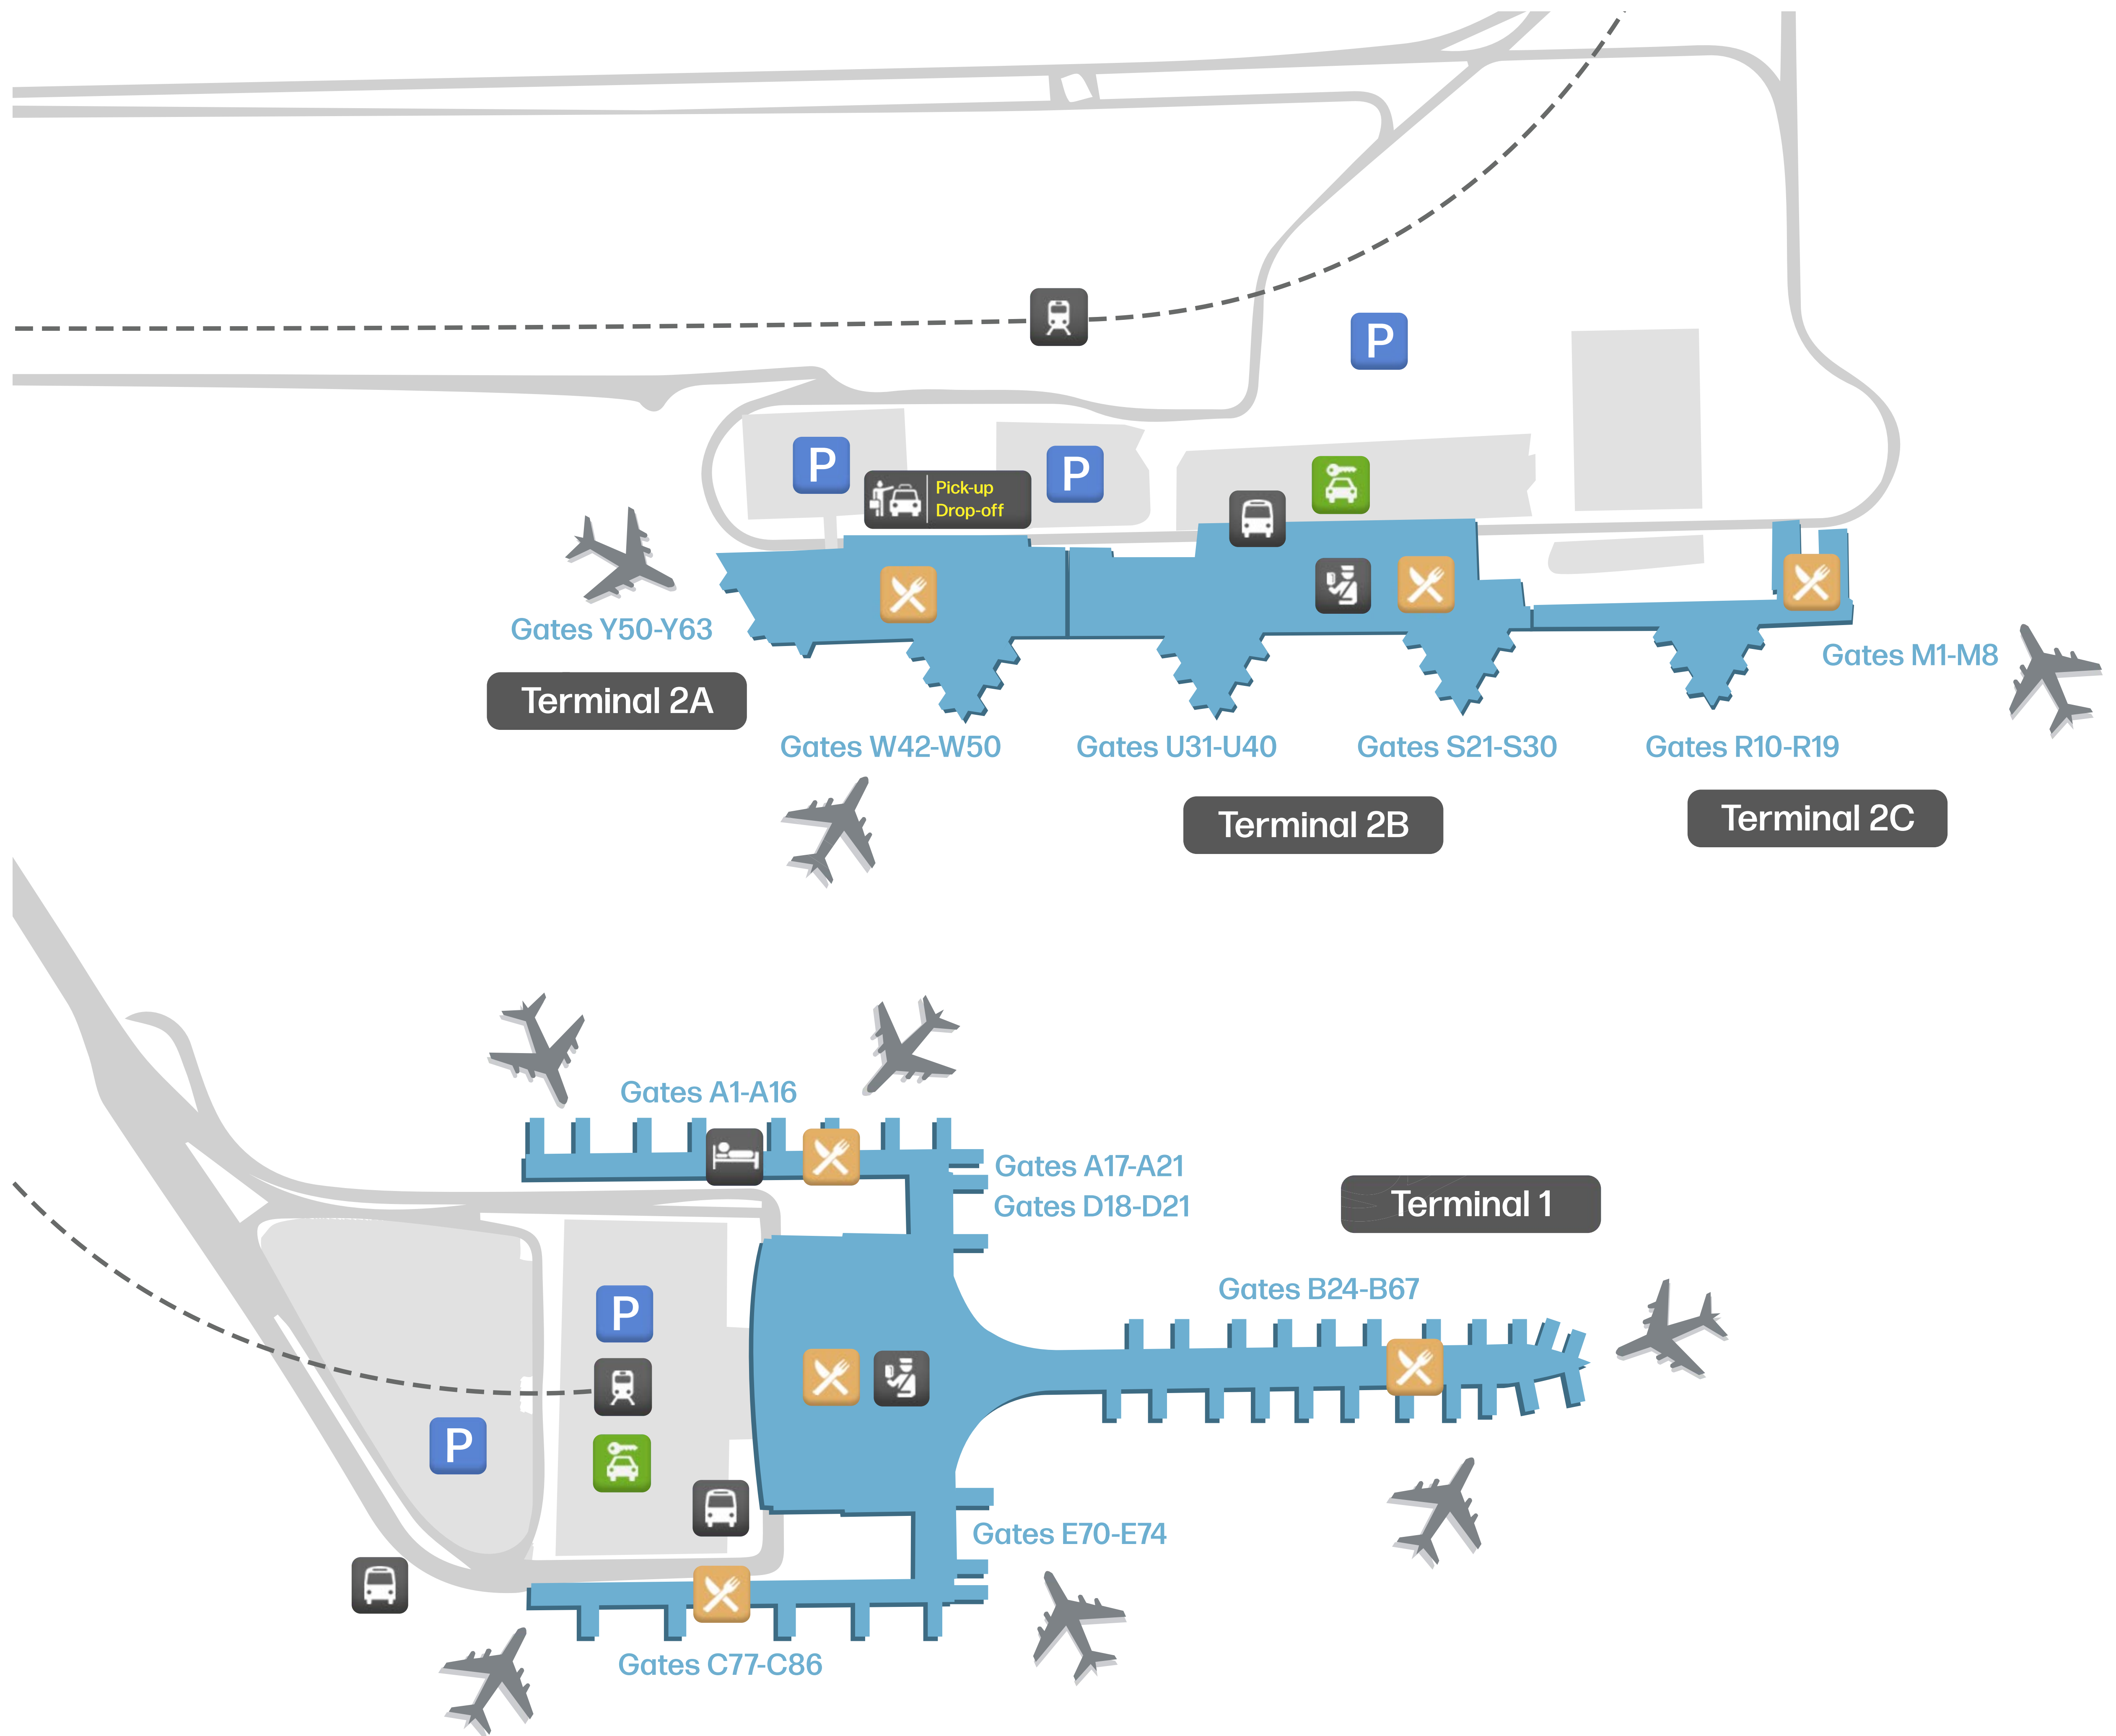 P
P
P
Pick-up
Drop-off
Gates Y50-Y63
Gates M1-M8
Terminal 2A
Gates W42-W50
Gates U31-U40
Gates S21-S30
Gates R10-R19
Terminal 2B
Terminal 2C
Gates A1-A16
Gates A17-A21
Gates D18-D21
Terminal 1
Gates B24-B67
P
P
Gates E70-E74
Gates C77-C86